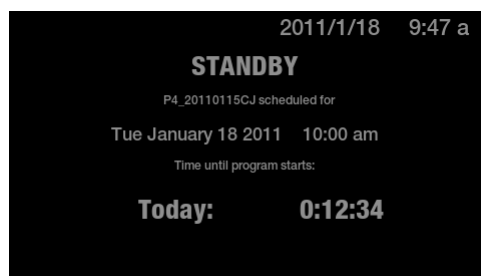 2011/1/18 9:47 a
STANDBY
P4_20110115CJ scheduled for
Tue January 18 2011 10:00 am
Time until program starts:
Today: 0:12:34